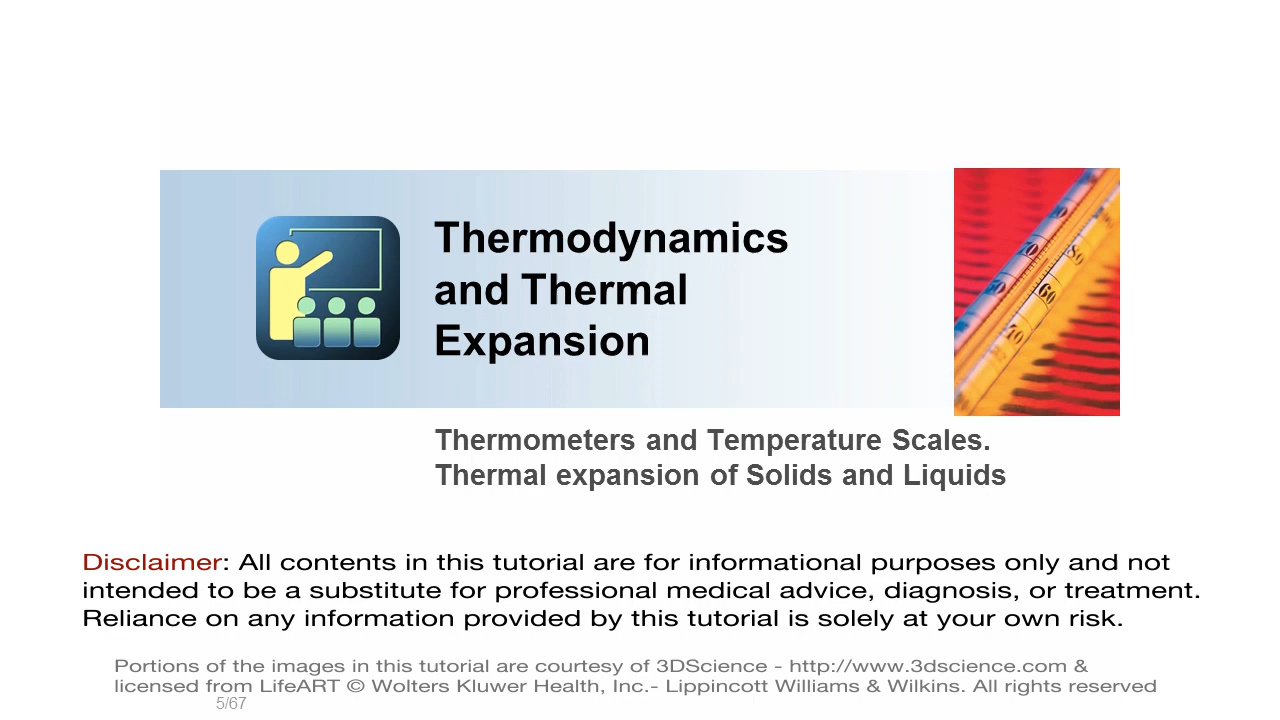 Thermodynamics
and Thermal
Expansion
Thermometers and Temperature Scales.
Thermal expansion of Solids and Liquids
Disclaimer: All contents in this tutorial are for informational purposes only and not
intended to be a substitute for professional medical advice, diagnosis, or treatment.
Reliance on any information provided by this tutorial is solely at your own risk.
Portions of the images in this tutorial are courtesy of 3DScience - http://www.3dscience.com &
licensed from LifeART © Wolters Kluwer Health, Inc.- Lippincott Williams & Wilkins. All rights reserved
5/67